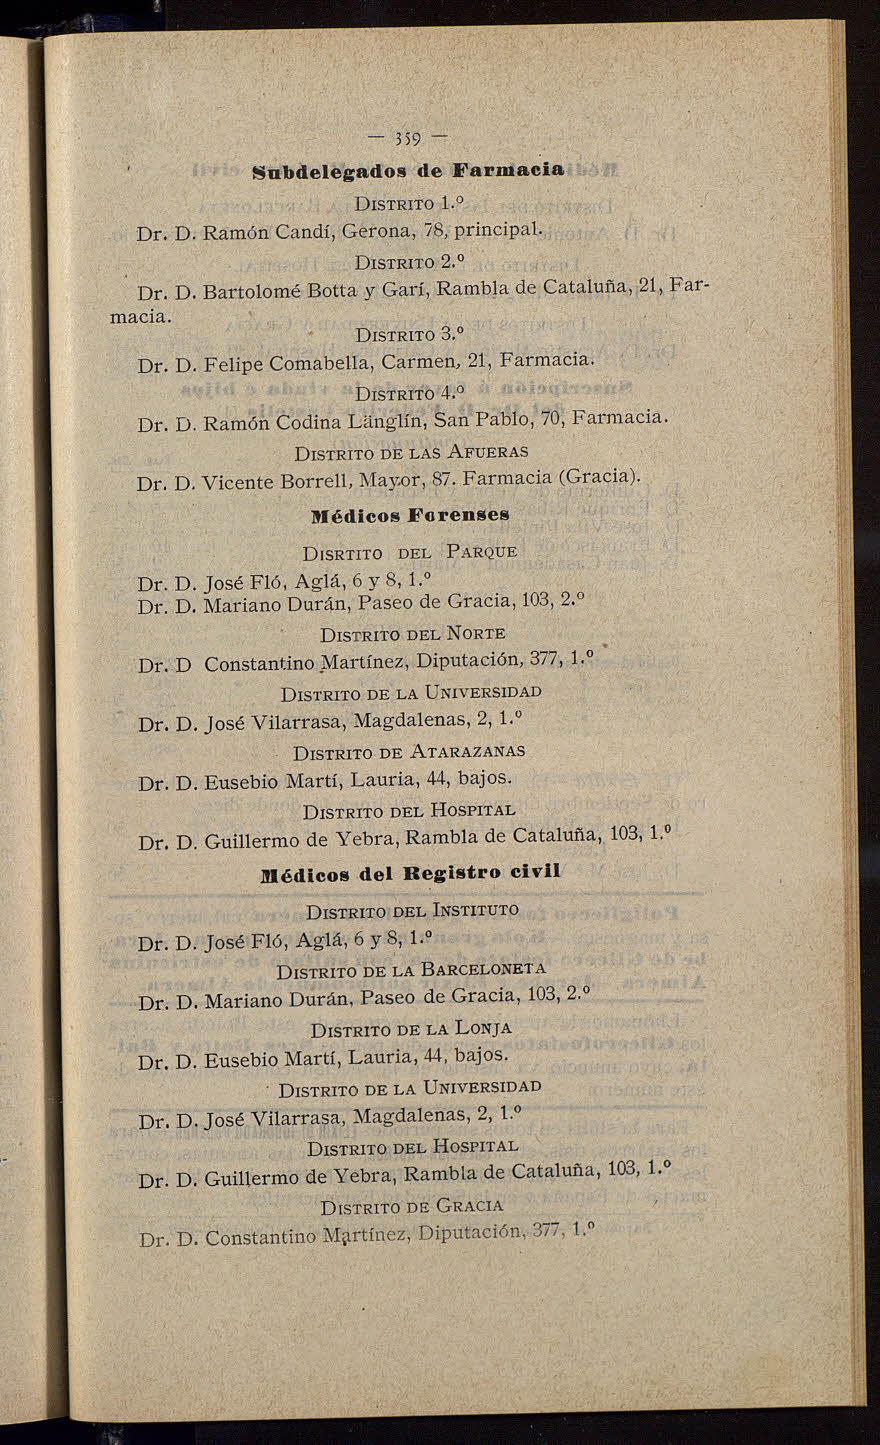 — 359 —
Subdelegados de Farmacia
DISTRITO 1.º
Dr. D. Ramón Candí, Gerona, 78, principal.
DISTRITO 2.º
Dr. D. Bartolomé Botta y Garí, Rambla de Cataluña, 21, Far-
macia.
DISTRITO 3.º
Dr. D. Felipe Comabella, Carmen, 21, Farmacia.
DISTRITO 4.º
Dr. D. Ramón Codina Länglín, San Pablo, 70, Farmacia.
DISTRITO DE LAS AFUERAS
Dr. D. Vicente Borrell, Mayor, 87. Farmacia (Gracia).
Médicos Forenses
DISRTITO DEL PARQUE
Dr. D. José Fló, Aglá, 6 y 8, 1.º
Dr. D. Mariano Durán, Paseo de Gracia, 103, 2.º
DISTRITO DEL NORTE
Dr. D Constantino Martínez, Diputación, 377, 1.º
DISTRITO DE LA UNIVERSIDAD
Dr. D. José Vilarrasa, Magdalenas, 2, 1.º
DISTRITO DE ATARAZANAS
Dr. D. Eusebio Martí, Lauria, 44, bajos.
DISTRITO DEL HOSPITAL
Dr. D. Guillermo de Yebra, Rambla de Cataluña, 103, 1.º
Médicos del Registro civil
DISTRITO DEL INSTITUTO
Dr. D. José Fló, Aglá, 6 y 8, 1.º
DISTRITO DE LA BARCELONETA
Dr. D. Mariano Durán, Paseo de Gracia, 103, 2.º
DISTRITO DE LA LONJA
Dr. D. Eusebio Martí, Lauria, 44, bajos.
DISTRITO DE LA UNIVERSIDAD
Dr. D. José Vilarrasa, Magdalenas, 2, 1.º
DISTRITO DEL HOSPITAL
Dr. D. Guillermo de Yebra, Rambla de Cataluña, 103, 1.º
DISTRITO DE GRACIA
Dr. D. Constantino Martínez, Diputación, 377, 1.º